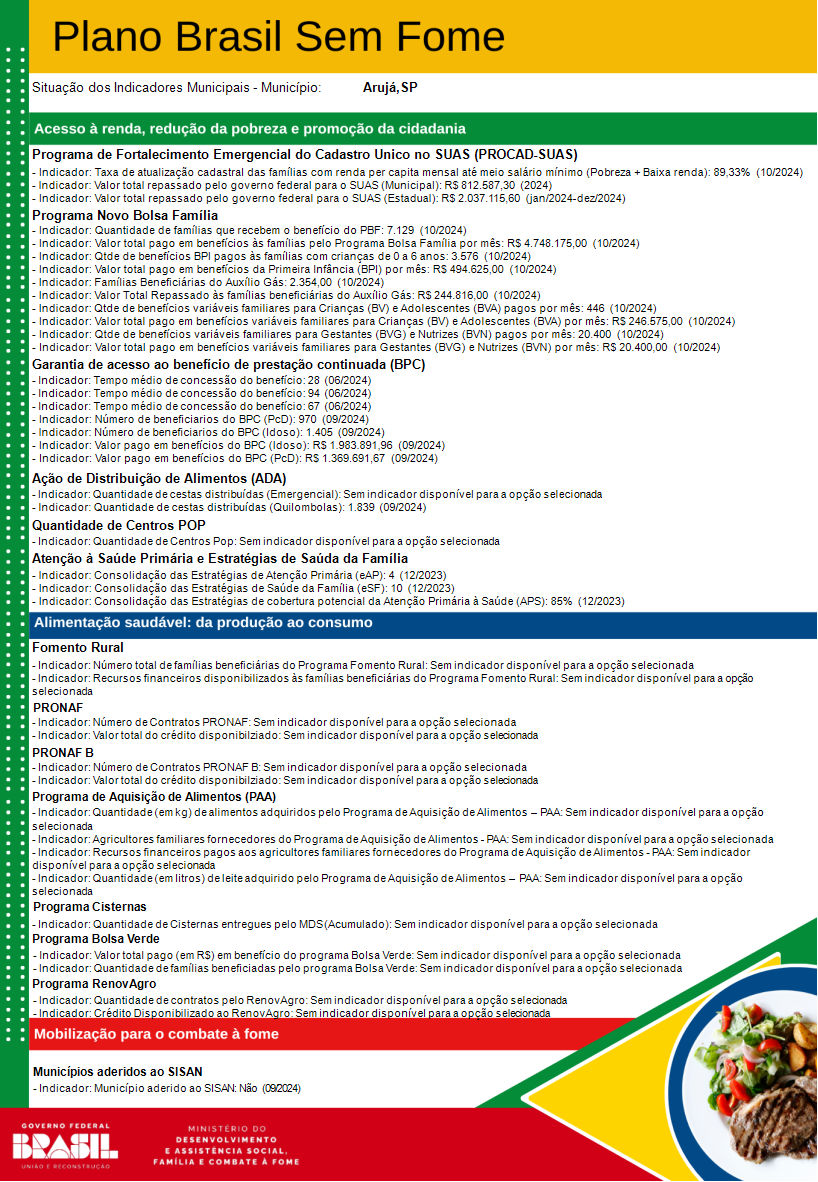 Plano Brasil Sem Fome
Situação dos Indicadores Municipais - Município: Arujá,SP
Acesso à renda, redução da pobreza e promoção da cidadania
Programa de Fortalecimento Emergencial do Cadastro Unico no SUAS (PROCAD-SUAS)
- Indicador: Taxa de atualização cadastral das famílias com renda per capita mensal até meio salário mínimo (Pobreza + Baixa renda): 89,33% (10/2024)
- Indicador: Valor total repassado pelo governo federal para o SUAS (Municipal): R$ 812.587,30 (2024)
- Indicador: Valor total repassado pelo governo federal para o SUAS (Estadual): R$ 2.037.115,60 (jan/2024-dez/2024)
Programa Novo Bolsa Família
- Indicador: Quantidade de famílias que recebem o benefício do PBF: 7.129 (10/2024)
- Indicador: Valor total pago em benefícios às famílias pelo Programa Bolsa Família por mês: R$ 4.748.175,00 (10/2024)
- Indicador: Qtde de benefícios BPI pagos às famílias com crianças de 0 a 6 anos: 3.576 (10/2024)
- Indicador: Valor total pago em benefícios da Primeira Infância (BPI) por mês: R$ 494.625,00 (10/2024)
- Indicador: Famílias Beneficiárias do Auxílio Gás: 2.354,00 (10/2024)
- Indicador: Valor Total Repassado às famílias beneficiárias do Auxílio Gás: R$ 244.816,00 (10/2024)
- Indicador: Qtde de benefícios variáveis familiares para Crianças (BV) e Adolescentes (BVA) pagos por mês: 446 (10/2024)
- Indicador: Valor total pago em benefícios variáveis familiares para Crianças (BV) e Adolescentes (BVA) por mês: R$ 246.575,00 (10/2024)
- Indicador: Qtde de benefícios variáveis familiares para Gestantes (BVG) e Nutrizes (BVN) pagos por mês: 20.400 (10/2024)
- Indicador: Valor total pago em benefícios variáveis familiares para Gestantes (BVG) e Nutrizes (BVN) por mês: R$ 20.400,00 (10/2024)
Garantia de acesso ao benefício de prestação continuada (BPC)
- Indicador: Tempo médio de concessão do benefício: 28 (06/2024)
- Indicador: Tempo médio de concessão do benefício: 94 (06/2024)
- Indicador: Tempo médio de concessão do benefício: 67 (06/2024)
- Indicador: Número de beneficiarios do BPC (PcD): 970 (09/2024)
- Indicador: Número de beneficiarios do BPC (Idoso): 1.405 (09/2024)
- Indicador: Valor pago em benefícios do BPC (Idoso): R$ 1.983.891,96 (09/2024)
- Indicador: Valor pago em benefícios do BPC (PcD): R$ 1.369.691,67 (09/2024)
Ação de Distribuição de Alimentos (ADA)
- Indicador: Quantidade de cestas distribuídas (Emergencial): Sem indicador disponível para a opção selecionada
- Indicador: Quantidade de cestas distribuídas (Quilombolas): 1.839 (09/2024)
Quantidade de Centros POP
- Indicador: Quantidade de Centros Pop: Sem indicador disponível para a opção selecionada
Atenção à Saúde Primária e Estratégias de Saúda da Família
- Indicador: Consolidação das Estratégias de Atenção Primária (eAP): 4 (12/2023)
- Indicador: Consolidação das Estratégias de Saúde da Família (eSF): 10 (12/2023)
- Indicador: Consolidação das Estratégias de cobertura potencial da Atenção Primária à Saúde (APS): 85% (12/2023)
Alimentação saudável: da produção ao consumo
Fomento Rural
- Indicador: Número total de famílias beneficiárias do Programa Fomento Rural: Sem indicador disponível para a opção selecionada
- Indicador: Recursos financeiros disponibilizados às famílias beneficiárias do Programa Fomento Rural: Sem indicador disponível para a opção
selecionada
PRONAF
- Indicador: Número de Contratos PRONAF: Sem indicador disponível para a opção selecionada
- Indicador: Valor total do crédito disponibilziado: Sem indicador disponível para a opção selecionada
PRONAF B
- Indicador: Número de Contratos PRONAF B: Sem indicador disponível para a opção selecionada
- Indicador: Valor total do crédito disponibilziado: Sem indicador disponível para a opção selecionada
Programa de Aquisição de Alimentos (PAA)
- Indicador: Quantidade (em kg) de alimentos adquiridos pelo Programa de Aquisição de Alimentos – PAA: Sem indicador disponível para a opção
selecionada
- Indicador: Agricultores familiares fornecedores do Programa de Aquisição de Alimentos - PAA: Sem indicador disponível para a opção selecionada
- Indicador: Recursos financeiros pagos aos agricultores familiares fornecedores do Programa de Aquisição de Alimentos - PAA: Sem indicador
disponível para a opção selecionada
- Indicador: Quantidade (em litros) de leite adquirido pelo Programa de Aquisição de Alimentos – PAA: Sem indicador disponível para a opção
selecionada
Programa Cisternas
- Indicador: Quantidade de Cisternas entregues pelo MDS(Acumulado): Sem indicador disponível para a opção selecionada
Programa Bolsa Verde
- Indicador: Valor total pago (em R$) em benefício do programa Bolsa Verde: Sem indicador disponível para a opção selecionada
- Indicador: Quantidade de famílias beneficiadas pelo programa Bolsa Verde: Sem indicador disponível para a opção selecionada
Programa RenovAgro
- Indicador: Quantidade de contratos pelo RenovAgro: Sem indicador disponível para a opção selecionada
- Indicador: Crédito Disponibilizado ao RenovAgro: Sem indicador disponível para a opção selecionada
Mobilização para o combate à fome
Municípios aderidos ao SISAN
- Indicador: Município aderido ao SISAN: Não (09/2024)
GOVERNO FEDERAL
BRASIL
UNIÃO E RECONSTRUÇÃO
MINISTÉRIO DO
DESENVOLVIMENTO
E ASSISTÊNCIA SOCIAL,
FAMÍLIA E COMBATE À FOME